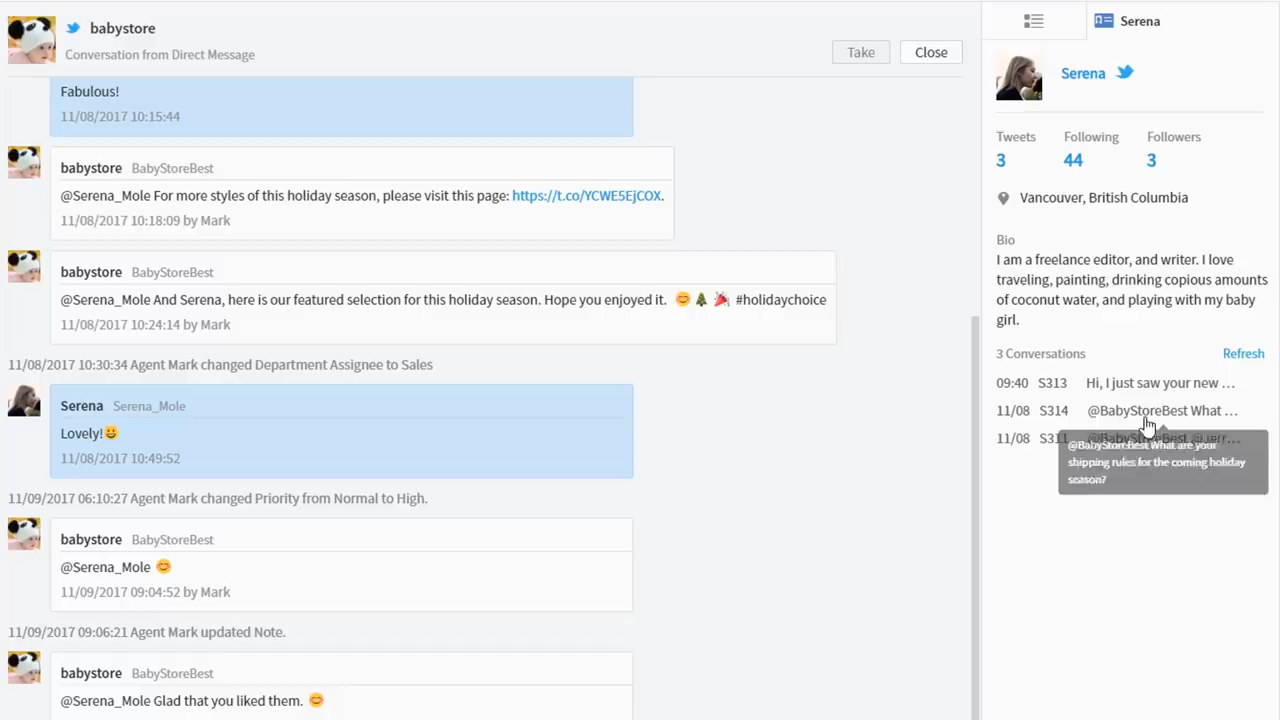 babystore
Conversation from Direct Message
Take
Close
Fabulous!
11/08/2017 10:15:44
babystore BabyStoreBest
@Serena_Mole For more styles of this holiday season, please visit this page: https://t.co/YCWE5EjCOX.
11/08/2017 10:18:09 by Mark
babystore BabyStoreBest
@Serena_Mole And Serena, here is our featured selection for this holiday season. Hope you enjoyed it. 😊 🎄 🎉 #holidaychoice
11/08/2017 10:24:14 by Mark
11/08/2017 10:30:34 Agent Mark changed Department Assignee to Sales
Serena Serena_Mole
Lovely!😀
11/08/2017 10:49:52
11/09/2017 06:10:27 Agent Mark changed Priority from Normal to High.
babystore BabyStoreBest
@Serena_Mole 😊
11/09/2017 09:04:52 by Mark
11/09/2017 09:06:21 Agent Mark updated Note.
babystore BabyStoreBest
@Serena_Mole Glad that you liked them. 😊
Serena
Serena
Tweets Following Followers
3 44 3
Vancouver, British Columbia
Bio
I am a freelance editor, and writer. I love
traveling, painting, drinking copious amounts
of coconut water, and playing with my baby
girl.
3 Conversations Refresh
09:40 S313 Hi, I just saw your new ...
11/08 S314 @BabyStoreBest What ...
11/08 @BabyStoreBest
@BabyStoreBest What are your
shipping rules for the coming holiday
season?